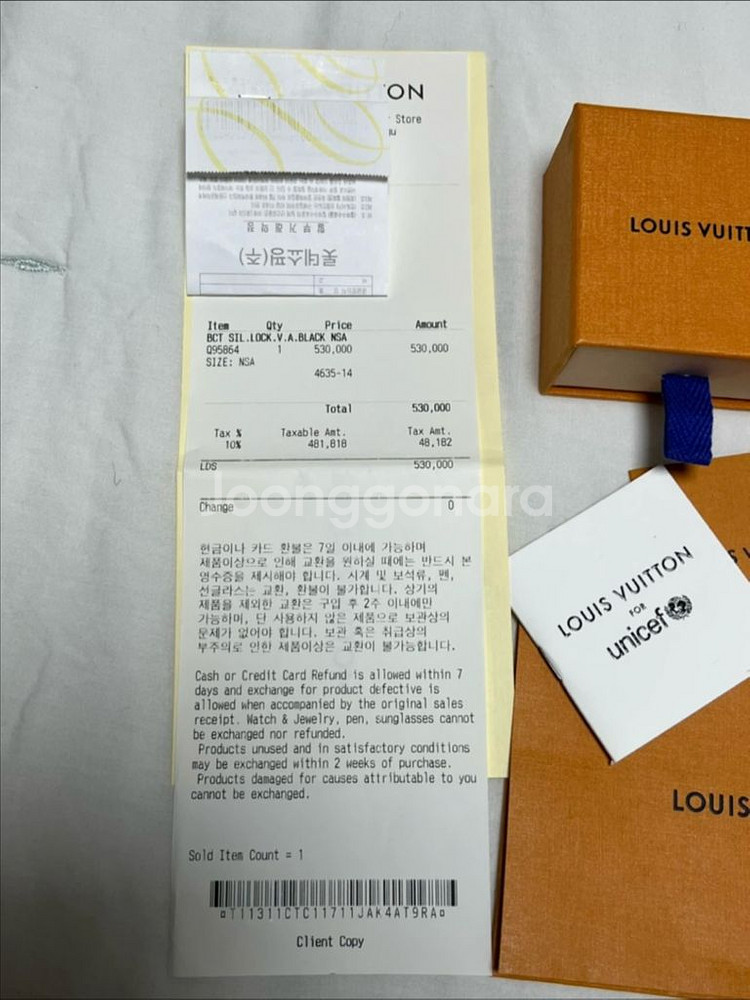 ON
Store
LOUIS VUITT
할부거래약정
롯데쇼핑(주)
Item Qty Price Amount
BCT SIL.LOCK.V.A.BLACK NSA
Q95864 1 530,000 530,000
SIZE: NSA
4635-14
Total 530,000
Tax % Taxable Amt. Tax Amt.
10% 481,818 48,182
LDS 530,000
loonggonara
Change 0
현금이나 카드 환불은 7일 이내에 가능하며
제품이상으로 인해 교환을 원하실 때에는 반드시 본
영수증을 제시해야 합니다. 시계 및 보석류, 펜,
선글라스는 교환, 환불이 불가합니다. 상기의
제품을 제외한 교환은 구입 후 2주 이내에만
가능하며, 단 사용하지 않은 제품으로 보관상의
문제가 없어야 합니다. 보관 혹은 취급상의
부주의로 인한 제품이상은 교환이 불가능합니다.
LOUIS VUITTON
FOR
unicef
Cash or Credit Card Refund is allowed within 7
days and exchange for product defective is
allowed when accompanied by the original sales
receipt. Watch & Jewelry, pen, sunglasses cannot
be exchanged nor refunded.
Products unused and in satisfactory conditions
may be exchanged within 2 weeks of purchase.
Products damaged for causes attributable to you
cannot be exchanged.
LOUIS
Sold Item Count = 1
¤T11311CTC11711JAK4AT9RA¤
Client Copy